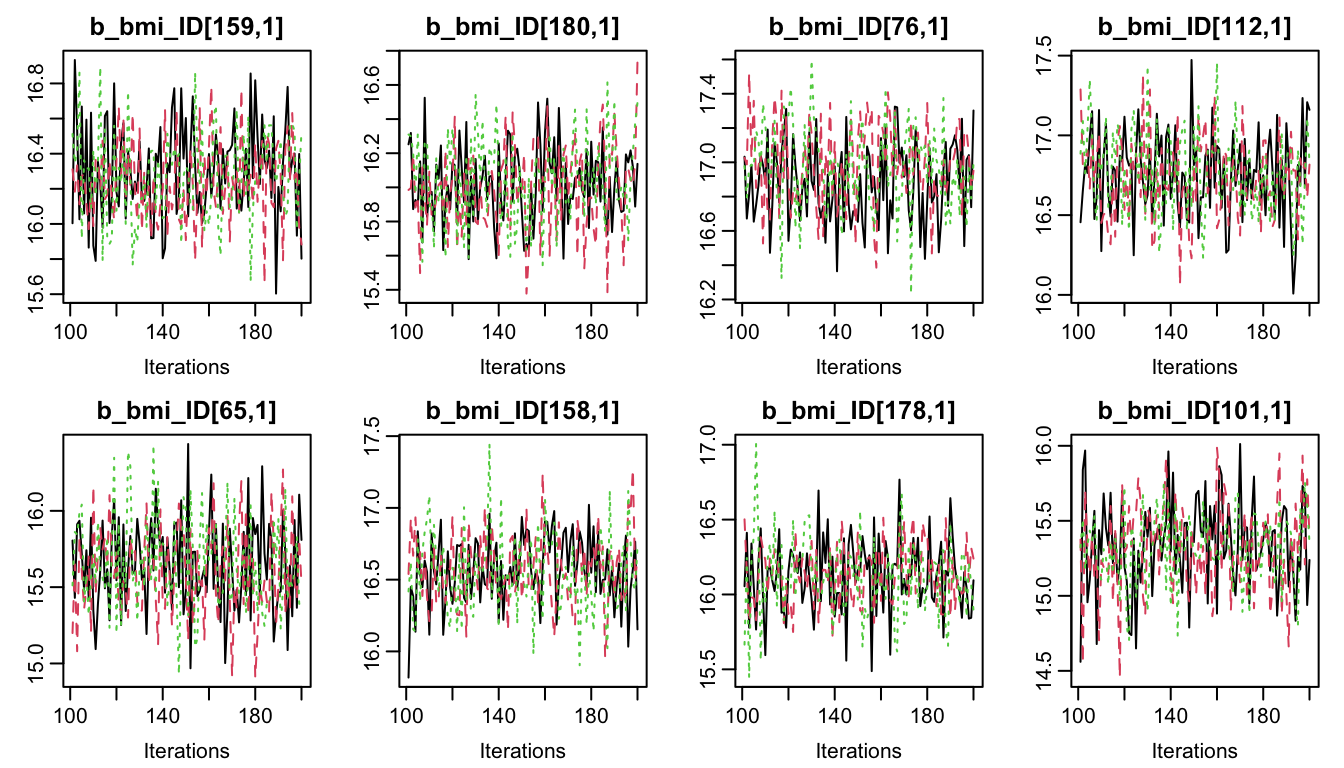 b_bmi_ID[159,1] b_bmi_ID[180,1] b_bmi_ID[76,1] b_bmi_ID[112,1]
15.6 16.0 16.4 16.8
15.4 15.8 16.2 16.6
16.2 16.6 17.0 17.4
16.0 16.5 17.0 17.5
100 140 180 100 140 180 100 140 180 100 140 180
Iterations Iterations Iterations Iterations
b_bmi_ID[65,1] b_bmi_ID[158,1] b_bmi_ID[178,1] b_bmi_ID[101,1]
15.0 15.5 16.0
16.0 16.5 17.0 17.5
15.5 16.0 16.5 17.0
14.5 15.0 15.5 16.0
100 140 180 100 140 180 100 140 180 100 140 180
Iterations Iterations Iterations Iterations